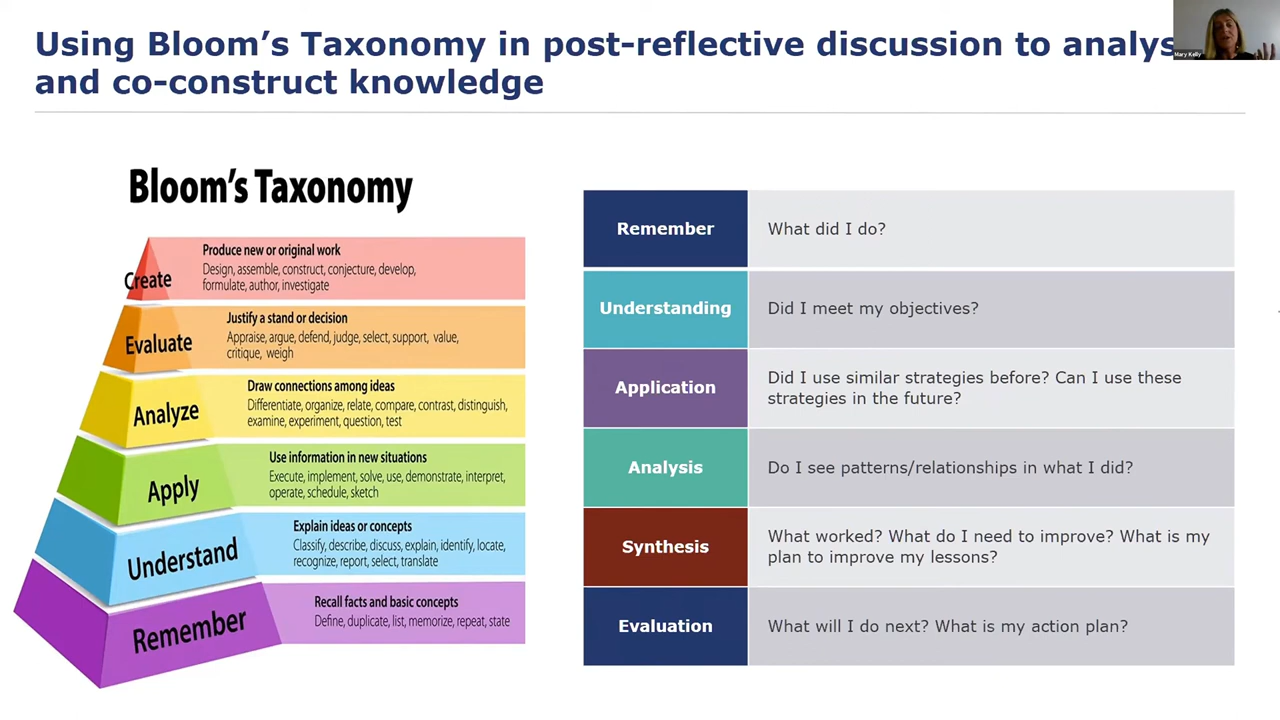 Using Bloom's Taxonomy in post-reflective discussion to analys
and co-construct knowledge
Mary Kelly
Bloom's Taxonomy
Create
Produce new or original work
Design, assemble, construct, conjecture, develop,
formulate, author, investigate
Evaluate
Justify a stand or decision
Appraise, argue, defend, judge, select, support, value,
critique, weigh
Analyze
Draw connections among ideas
Differentiate, organize, relate, compare, contrast, distinguish,
examine, experiment, question, test
Apply
Use information in new situations
Execute, implement, solve, use, demonstrate, interpret,
operate, schedule, sketch
Understand
Explain ideas or concepts
Classify, describe, discuss, explain, identify, locate,
recognize, report, select, translate
Remember
Recall facts and basic concepts
Define, duplicate, list, memorize, repeat, state
Remember
What did I do?
Understanding
Did I meet my objectives?
Application
Did I use similar strategies before? Can I use these
strategies in the future?
Analysis
Do I see patterns/relationships in what I did?
Synthesis
What worked? What do I need to improve? What is my
plan to improve my lessons?
Evaluation
What will I do next? What is my action plan?